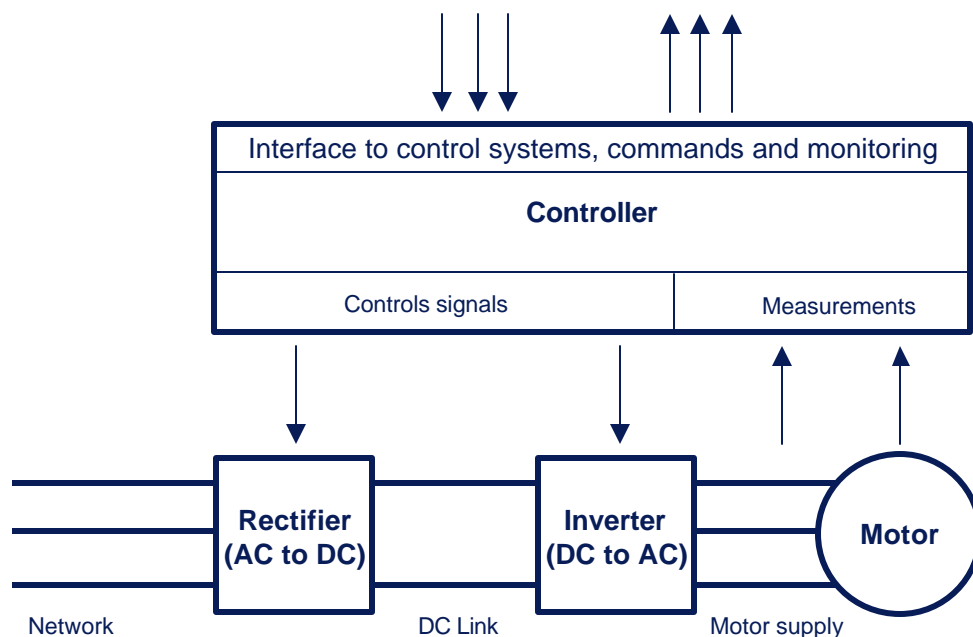 Interface to control systems, commands and monitoring
Controller
Controls signals
Measurements
Rectifier
(AC to DC)
Inverter
(DC to AC)
Motor
Network
DC Link
Motor supply